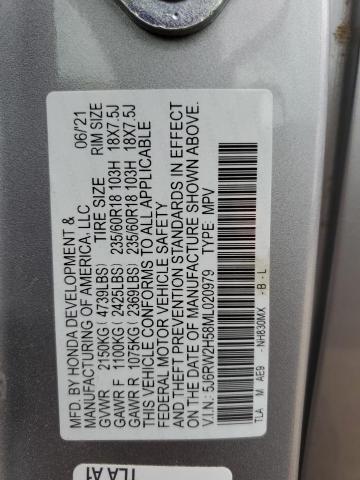 MFD.BY HONDA DEVELOPMENT & 06/'21
MANUFACTURING OF AMERICA, LLC
TIRE SIZE RIM SIZE
GVWR 2150KG (4739LBS)
GAWR F 1100KG (2425LBS) 235/60R18 103H 18X7.5J
GAWR R 1075KG (2369LBS) 235/60R18 103H 18X7.5J
THIS VEHICLE CONFORMS TO ALL APPLICABLE
FEDERAL MOTOR VEHICLE SAFETY
AND THEFT PREVENTION STANDARDS IN EFFECT
ON THE DATE OF MANUFACTURE SHOWN ABOVE.
V.I.N.: 5J6RW2H58ML020979 TYPE MPV
TLA M AE9 - NH830MX - B - L
TLA A1